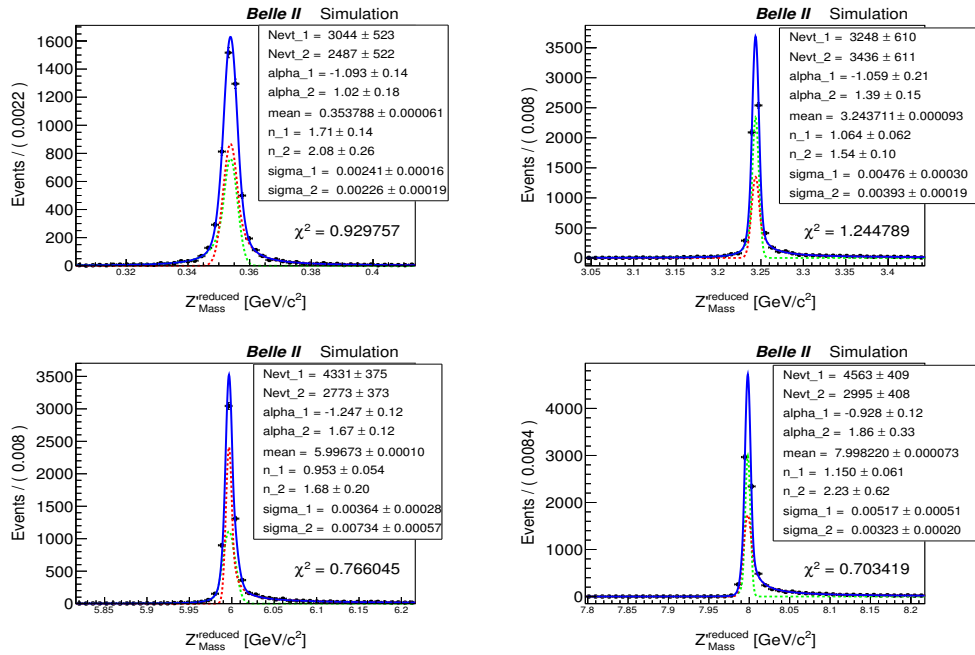 Belle II Simulation
Nevt_1 = 3044 ± 523
Nevt_2 = 2487 ± 522
alpha_1 = -1.093 ± 0.14
alpha_2 = 1.02 ± 0.18
mean = 0.353788 ± 0.000061
n_1 = 1.71 ± 0.14
n_2 = 2.08 ± 0.26
sigma_1 = 0.00241 ± 0.00016
sigma_2 = 0.00226 ± 0.00019
χ² = 0.929757
Events / ( 0.0022 )
1600
1400
1200
1000
800
600
400
200
0
0.32 0.34 0.36 0.38 0.4
Z'reduced Mass [GeV/c²]
Belle II Simulation
Nevt_1 = 3248 ± 610
Nevt_2 = 3436 ± 611
alpha_1 = -1.059 ± 0.21
alpha_2 = 1.39 ± 0.15
mean = 3.243711 ± 0.000093
n_1 = 1.064 ± 0.062
n_2 = 1.54 ± 0.10
sigma_1 = 0.00476 ± 0.00030
sigma_2 = 0.00393 ± 0.00019
χ² = 1.244789
Events / ( 0.008 )
3500
3000
2500
2000
1500
1000
500
0
3.05 3.1 3.15 3.2 3.25 3.3 3.35 3.4
Z'reduced Mass [GeV/c²]
Belle II Simulation
Nevt_1 = 4331 ± 375
Nevt_2 = 2773 ± 373
alpha_1 = -1.247 ± 0.12
alpha_2 = 1.67 ± 0.12
mean = 5.99673 ± 0.00010
n_1 = 0.953 ± 0.054
n_2 = 1.68 ± 0.20
sigma_1 = 0.00364 ± 0.00028
sigma_2 = 0.00734 ± 0.00057
χ² = 0.766045
Events / ( 0.008 )
3500
3000
2500
2000
1500
1000
500
0
5.85 5.9 5.95 6 6.05 6.1 6.15 6.2
Z'reduced Mass [GeV/c²]
Belle II Simulation
Nevt_1 = 4563 ± 409
Nevt_2 = 2995 ± 408
alpha_1 = -0.928 ± 0.12
alpha_2 = 1.86 ± 0.33
mean = 7.998220 ± 0.000073
n_1 = 1.150 ± 0.061
n_2 = 2.23 ± 0.62
sigma_1 = 0.00517 ± 0.00051
sigma_2 = 0.00323 ± 0.00020
χ² = 0.703419
Events / ( 0.0084 )
4000
3000
2000
1000
0
7.8 7.85 7.9 7.95 8 8.05 8.1 8.15 8.2
Z'reduced Mass [GeV/c²]